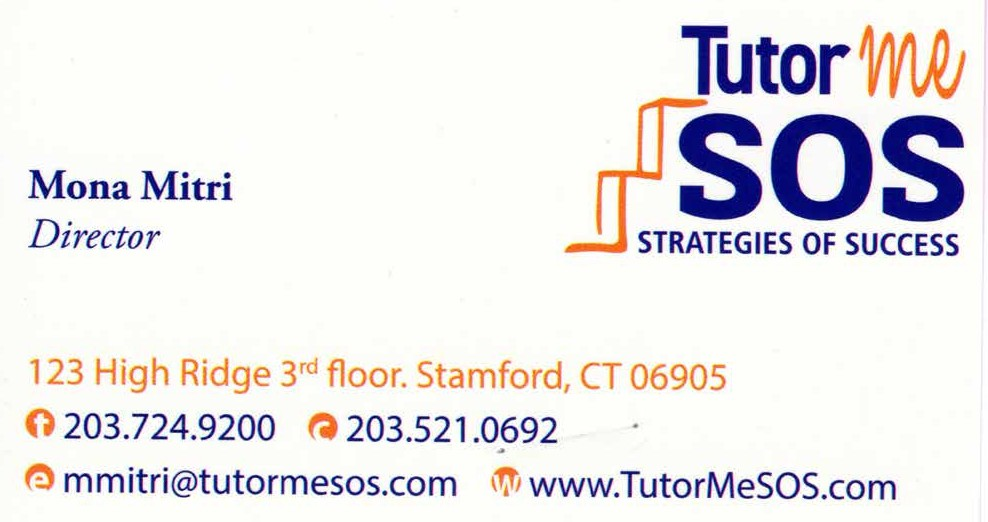 Tutor me
SOS
STRATEGIES OF SUCCESS
Mona Mitri
Director
123 High Ridge 3rd floor. Stamford, CT 06905
t 203.724.9200 c 203.521.0692
e mmitri@tutormesos.com w www.TutorMeSOS.com